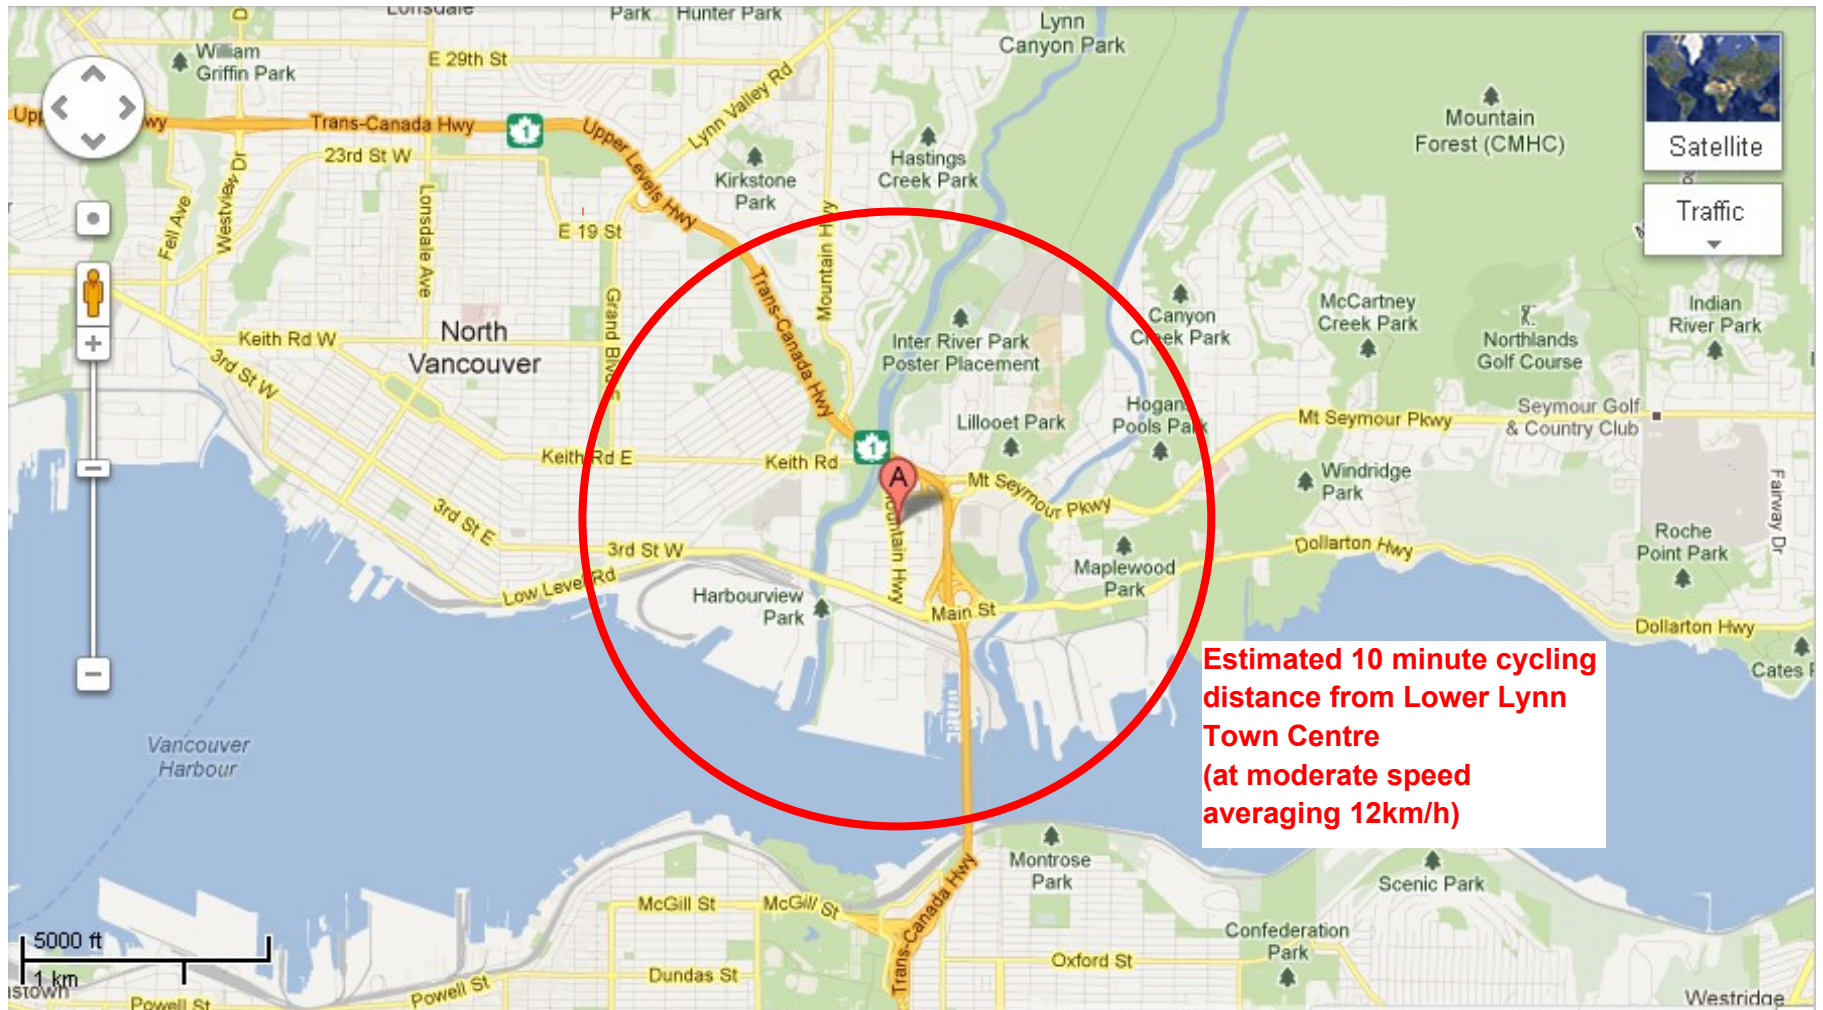 Lonsdale
Park
Hunter Park
Lynn
Canyon Park
William
Griffin Park
E 29th St
Lynn Valley Rd
Trans-Canada Hwy
1
Upper Levels Hwy
Mountain
Forest (CMHC)
Satellite
Traffic
23rd St W
Westview Dr
Fell Ave
Lonsdale Ave
E 19 St
Kirkstone
Park
Hastings
Creek Park
Mountain Hwy
Trans-Canada Hwy
Grand Blvd E
Keith Rd W
North
Vancouver
3rd St W
Inter River Park
Poster Placement
Canyon
Creek Park
McCartney
Creek Park
Northlands
Golf Course
Indian
River Park
Lillooet Park
Hogans
Pools Park
Mt Seymour Pkwy
Seymour Golf
& Country Club
Keith Rd E
Keith Rd
1
A
Mt Seymour Pkwy
Windridge
Park
Fairway Dr
3rd St E
3rd St W
Mountain Hwy
Low Level Rd
Harbourview
Park
Main St
Maplewood
Park
Dollarton Hwy
Roche
Point Park
Dollarton Hwy
Cates
Estimated 10 minute cycling
distance from Lower Lynn
Town Centre
(at moderate speed
averaging 12km/h)
Vancouver
Harbour
Montrose
Park
Scenic Park
McGill St
McGill St
Trans-Canada Hwy
Confederation
Park
Oxford St
Dundas St
Powell St
Powell St
Westridge
5000 ft
1 km